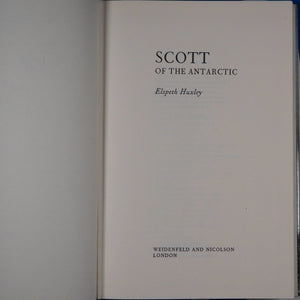 SCOTT
OF THE ANTARCTIC
Elspeth Huxley
WEIDENFELD AND NICOLSON
LONDON